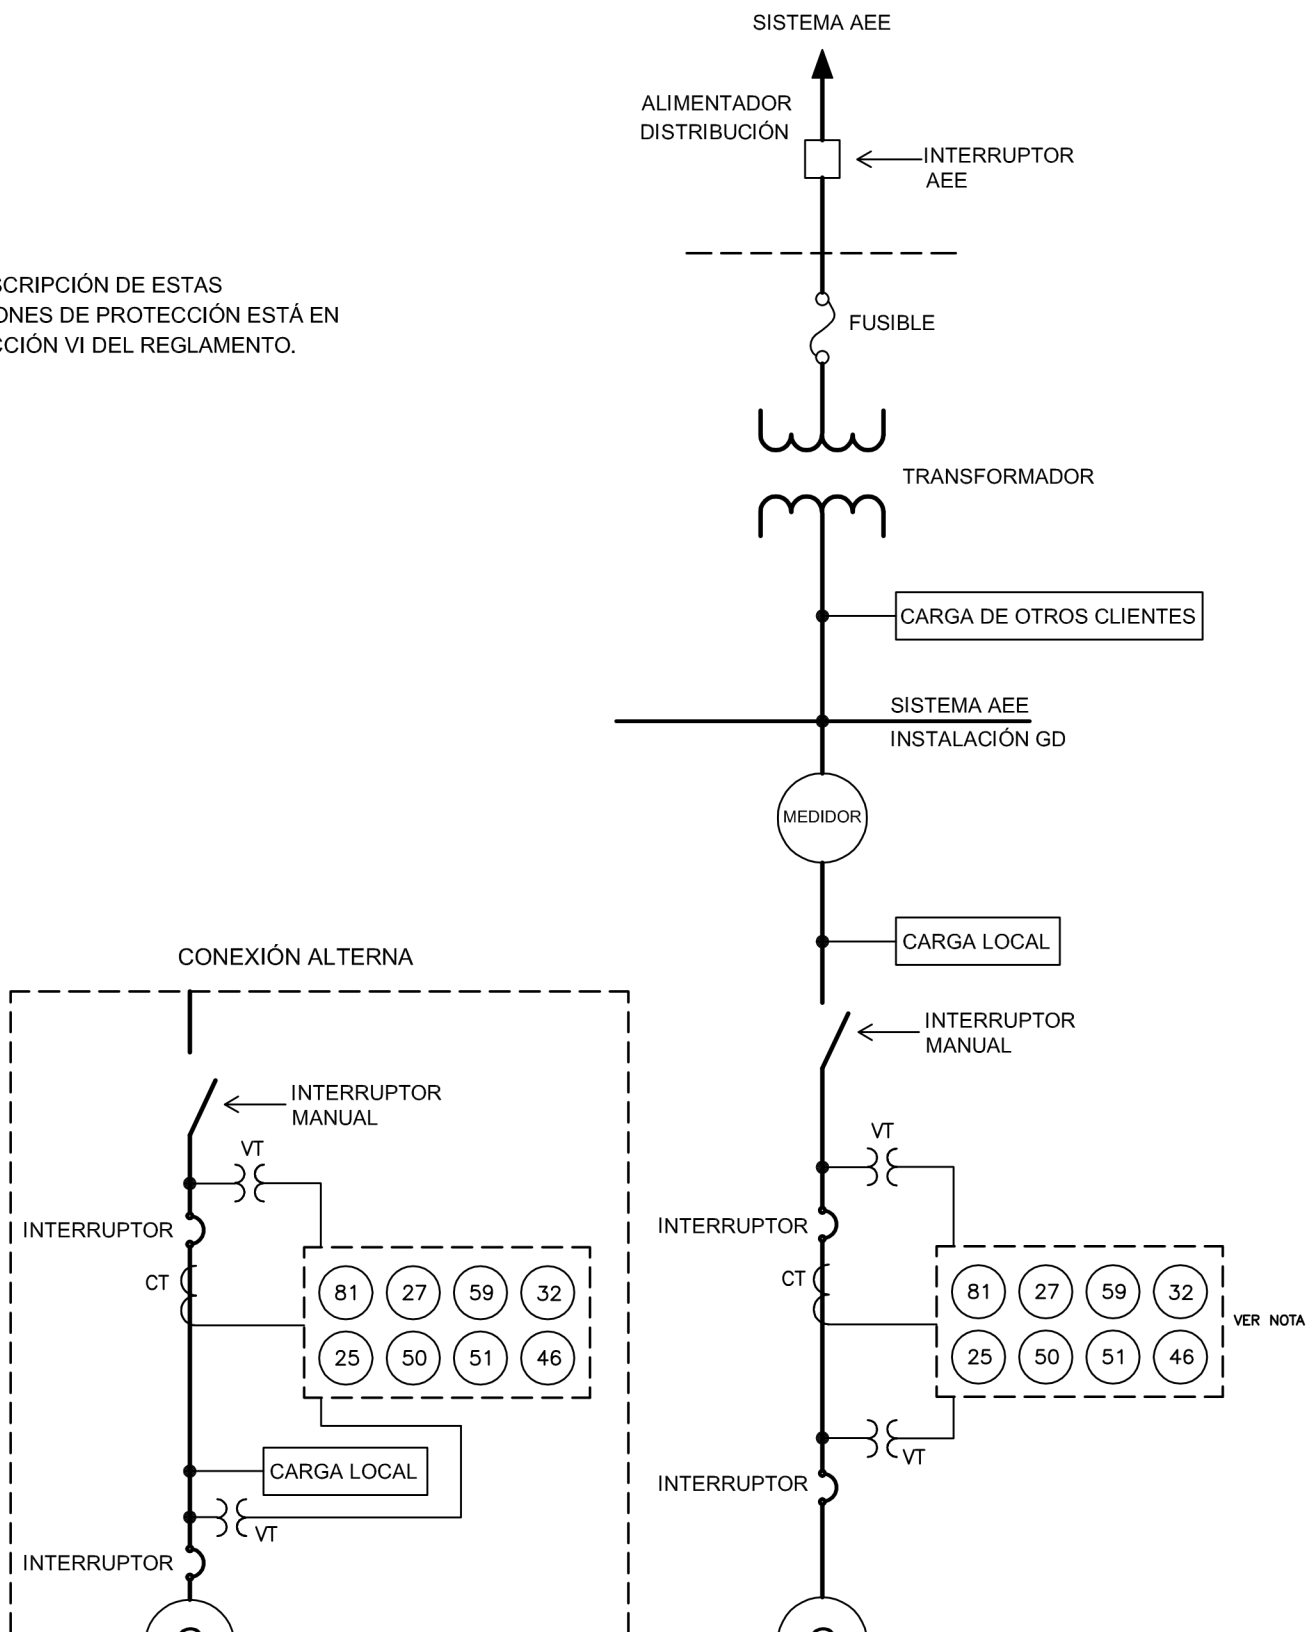 SISTEMA AEE
ALIMENTADOR
DISTRIBUCIÓN
INTERRUPTOR
AEE
DE ESTAS
DE PROTECCIÓN ESTÁ EN
VI DEL REGLAMENTO.
FUSIBLE
TRANSFORMADOR
CARGA DE OTROS CLIENTES
SISTEMA AEE
INSTALACIÓN GD
MEDIDOR
CARGA LOCAL
INTERRUPTOR
MANUAL
VT
INTERRUPTOR
CT
81 27 59 32
25 50 51 46
VER NOTA
VT
INTERRUPTOR
CONEXIÓN ALTERNA
INTERRUPTOR
MANUAL
VT
INTERRUPTOR
CT
81 27 59 32
25 50 51 46
CARGA LOCAL
VT
INTERRUPTOR